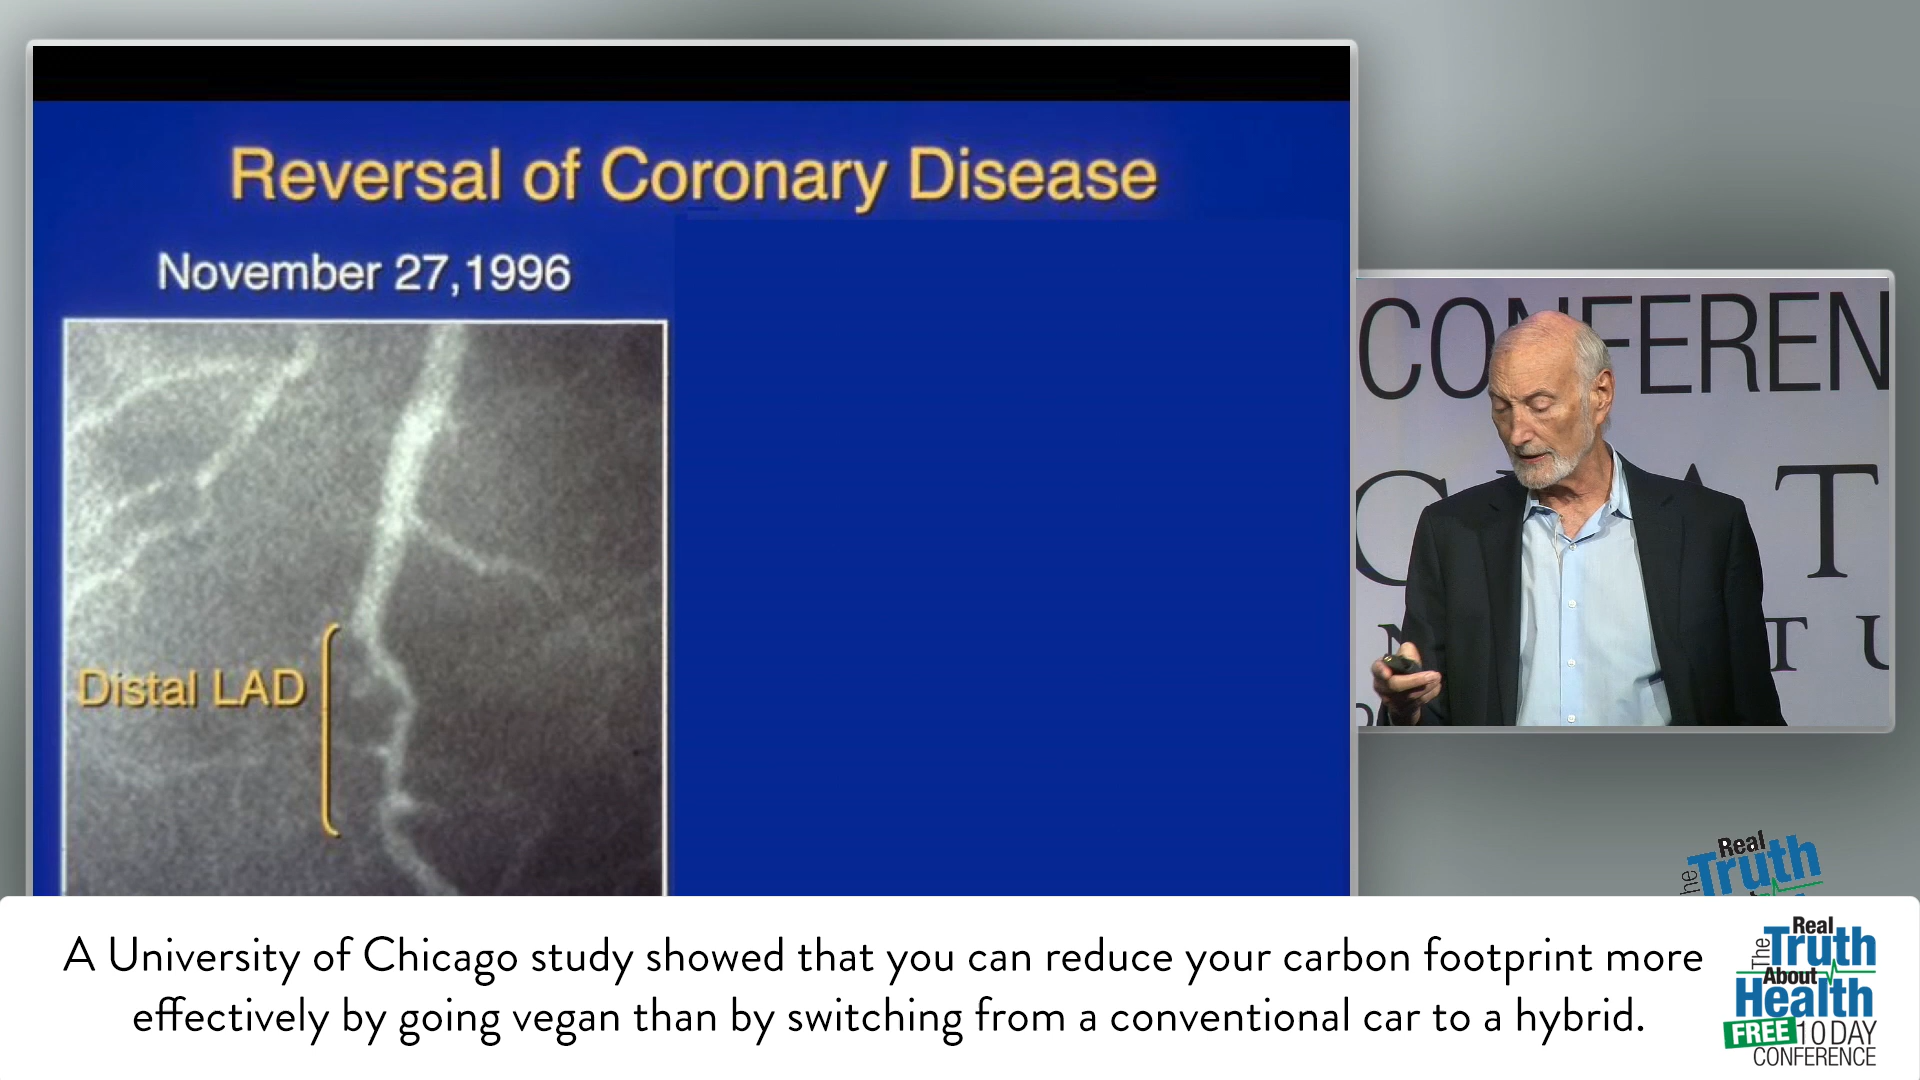 Reversal of Coronary Disease
November 27,1996
Distal LAD
CONFEREN
T
T U
Real
Truth
A University of Chicago study showed that you can reduce your carbon footprint more
effectively by going vegan than by switching from a conventional car to a hybrid.
The Real
Truth
About
Health
FREE 10 DAY
CONFERENCE